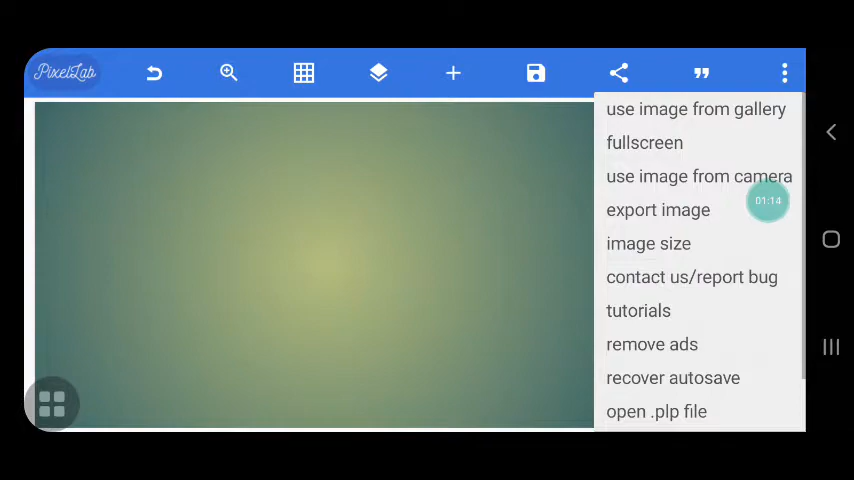 PixelLab
use image from gallery
fullscreen
use image from camera
01:14
export image
image size
contact us/report bug
tutorials
remove ads
recover autosave
open .plp file